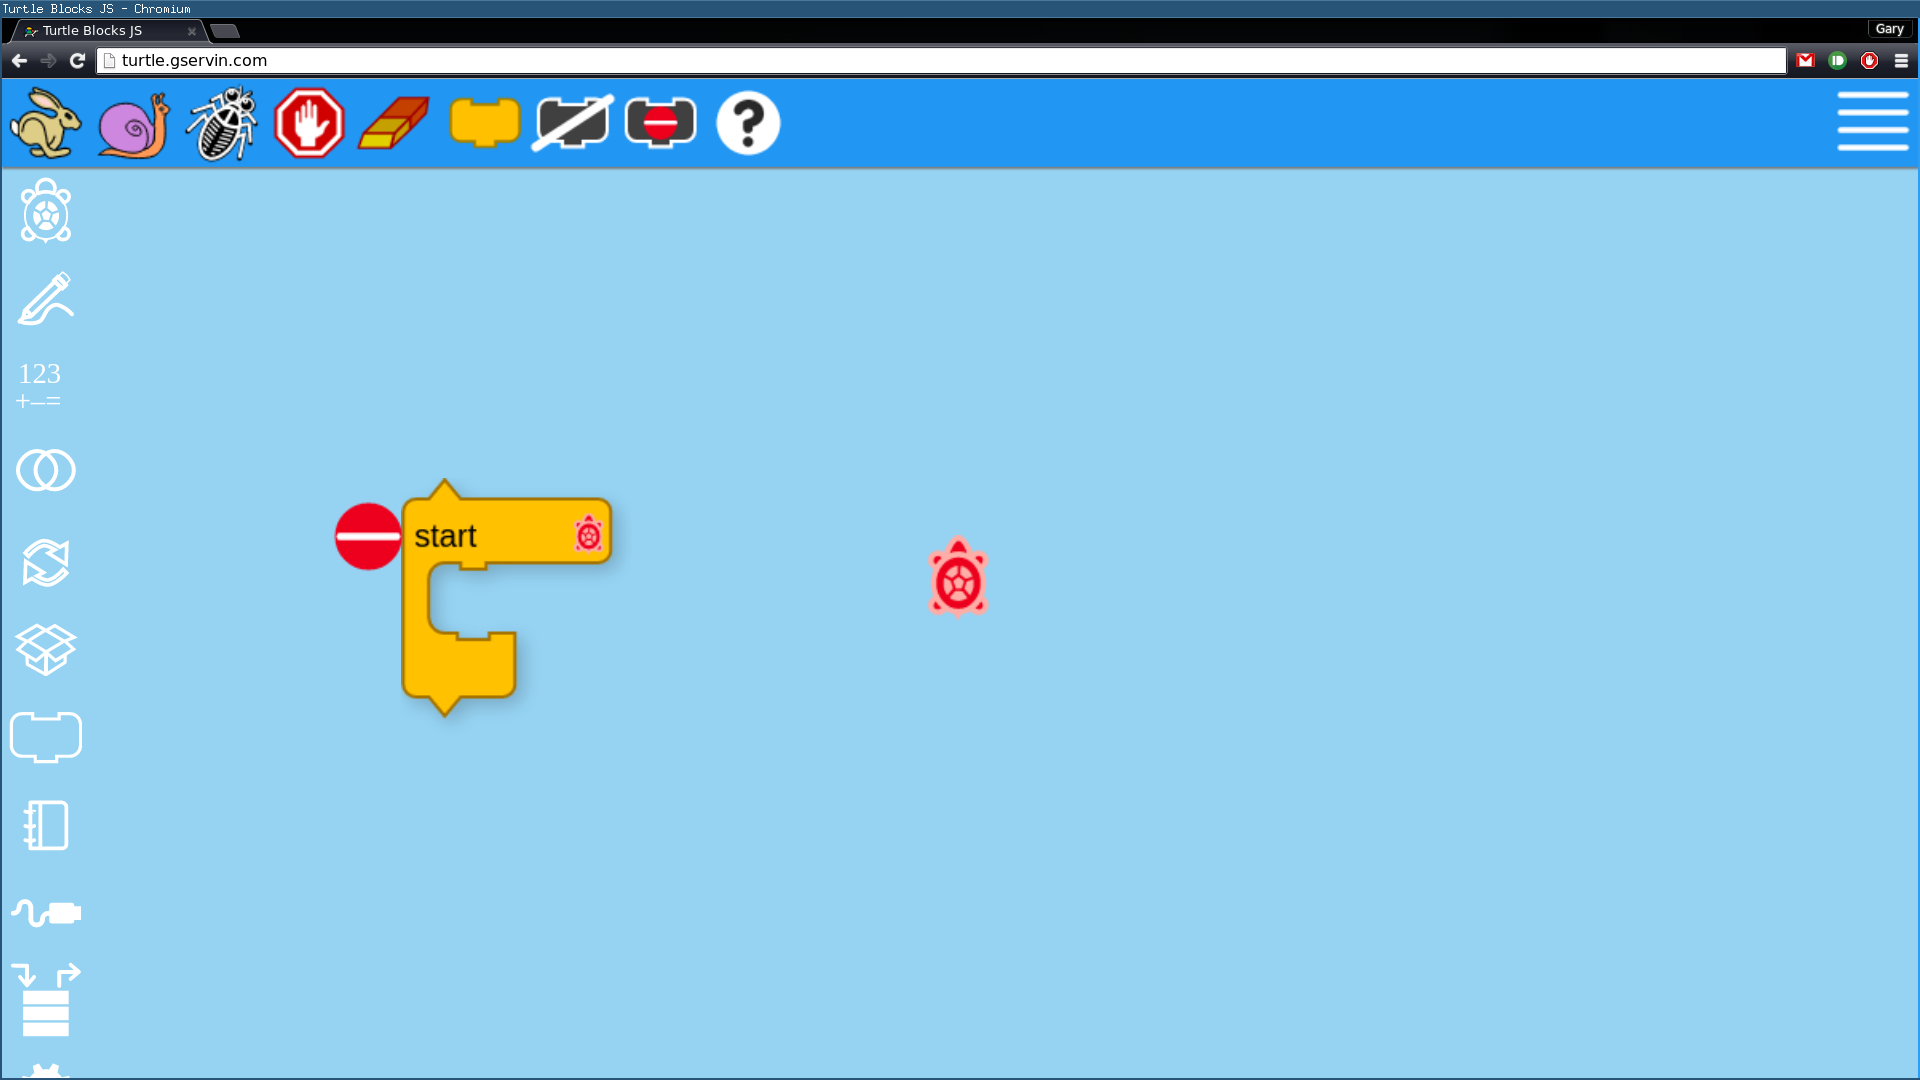 Turtle Blocks JS - Chromium
Turtle Blocks JS
Gary
turtle.gservin.com
?
123
+–=
start